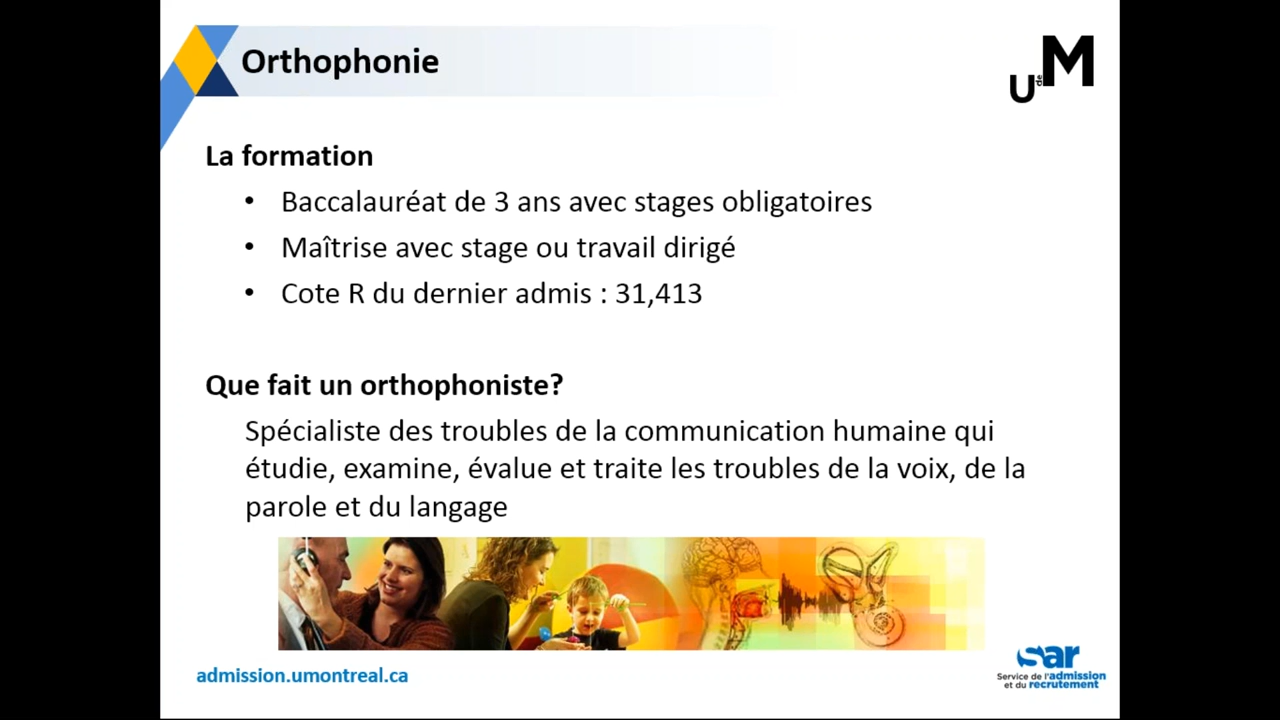 Orthophonie
U de M
La formation
• Baccalauréat de 3 ans avec stages obligatoires
• Maîtrise avec stage ou travail dirigé
• Cote R du dernier admis : 31,413
Que fait un orthophoniste?
Spécialiste des troubles de la communication humaine qui
étudie, examine, évalue et traite les troubles de la voix, de la
parole et du langage
admission.umontreal.ca
sar
Service de l'admission
et du recrutement